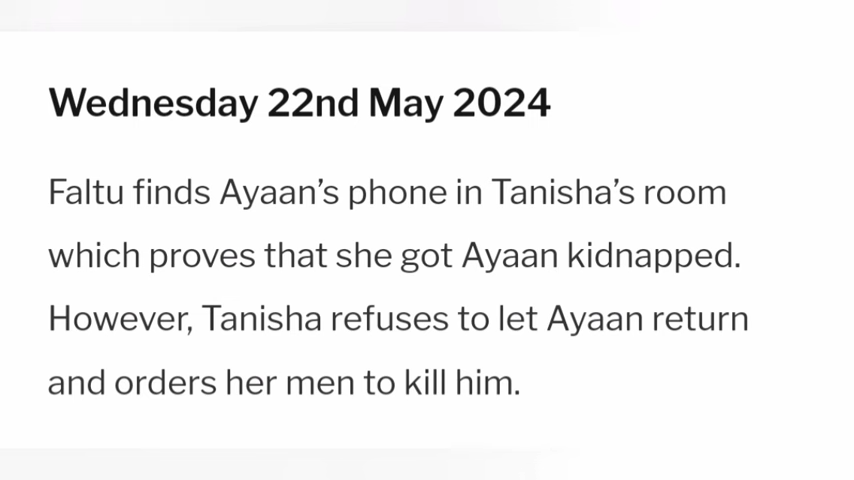 Wednesday 22nd May 2024
Faltu finds Ayaan’s phone in Tanisha’s room
which proves that she got Ayaan kidnapped.
However, Tanisha refuses to let Ayaan return
and orders her men to kill him.